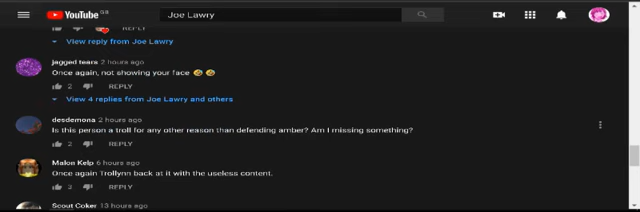 YouTube GB
Joe Lawry
REPLY
View reply from Joe Lawry
jagged tears 2 hours ago
Once again, not showing your face 🤣 🤣
2 REPLY
View 4 replies from Joe Lawry and others
desdemona 2 hours ago
Is this person a troll for any other reason than defending amber? Am I missing something?
2 REPLY
Malon Kelp 6 hours ago
Once again Trollynn back at it with the useless content.
3 REPLY
Scout Coker 13 hours ago